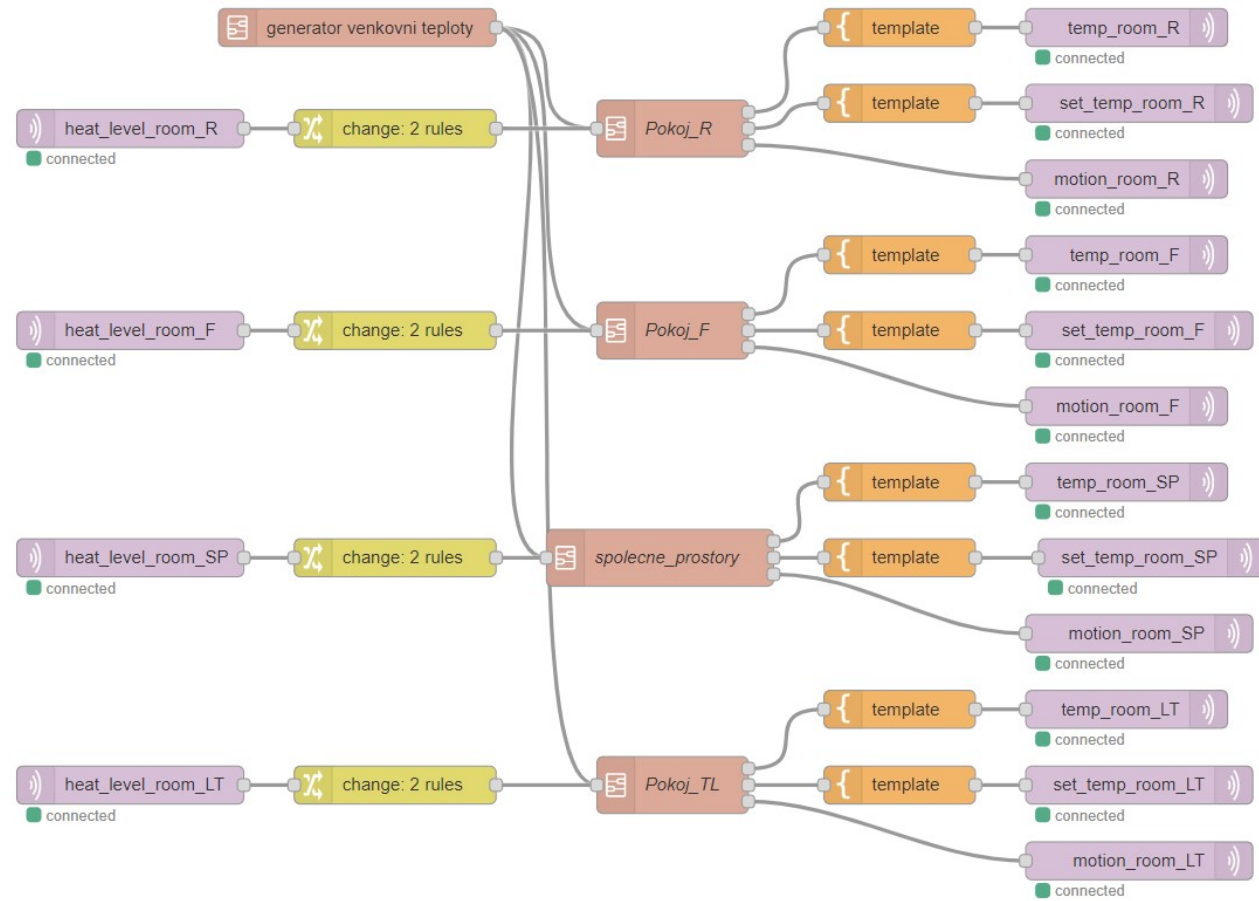 generator venkovni teploty
template
temp_room_R
connected
heat_level_room_R
connected
change: 2 rules
Pokoj_R
template
set_temp_room_R
connected
motion_room_R
connected
template
temp_room_F
connected
heat_level_room_F
connected
change: 2 rules
Pokoj_F
template
set_temp_room_F
connected
motion_room_F
connected
template
temp_room_SP
connected
heat_level_room_SP
connected
change: 2 rules
spolecne_prostory
template
set_temp_room_SP
connected
motion_room_SP
connected
template
temp_room_LT
connected
heat_level_room_LT
connected
change: 2 rules
Pokoj_TL
template
set_temp_room_LT
connected
motion_room_LT
connected